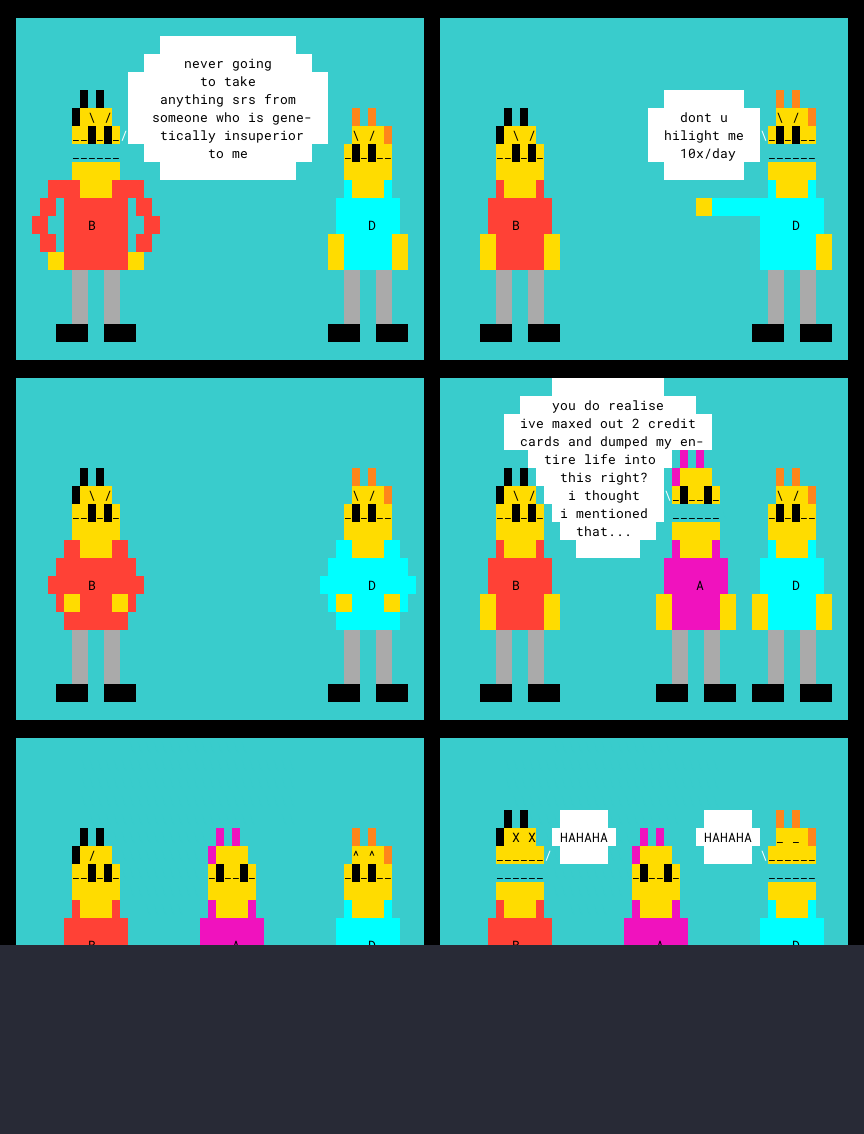 never going
to take
anything srs from
someone who is gene-
tically insuperior
to me
B
D
dont u
hilight me
10x/day
B
D
B
D
you do realise
ive maxed out 2 credit
cards and dumped my en-
tire life into
this right?
i thought
i mentioned
that...
B
A
D
B
A
D
HAHAHA
HAHAHA
B
A
D